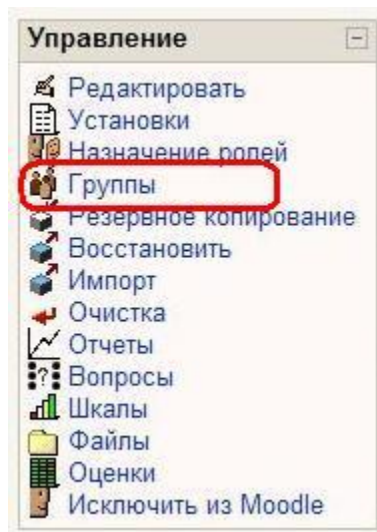 Управление
Редактировать
Установки
Назначение ролей
Группы
Резервное копирование
Восстановить
Импорт
Очистка
Отчеты
Вопросы
Шкалы
Файлы
Оценки
Исключить из Moodle